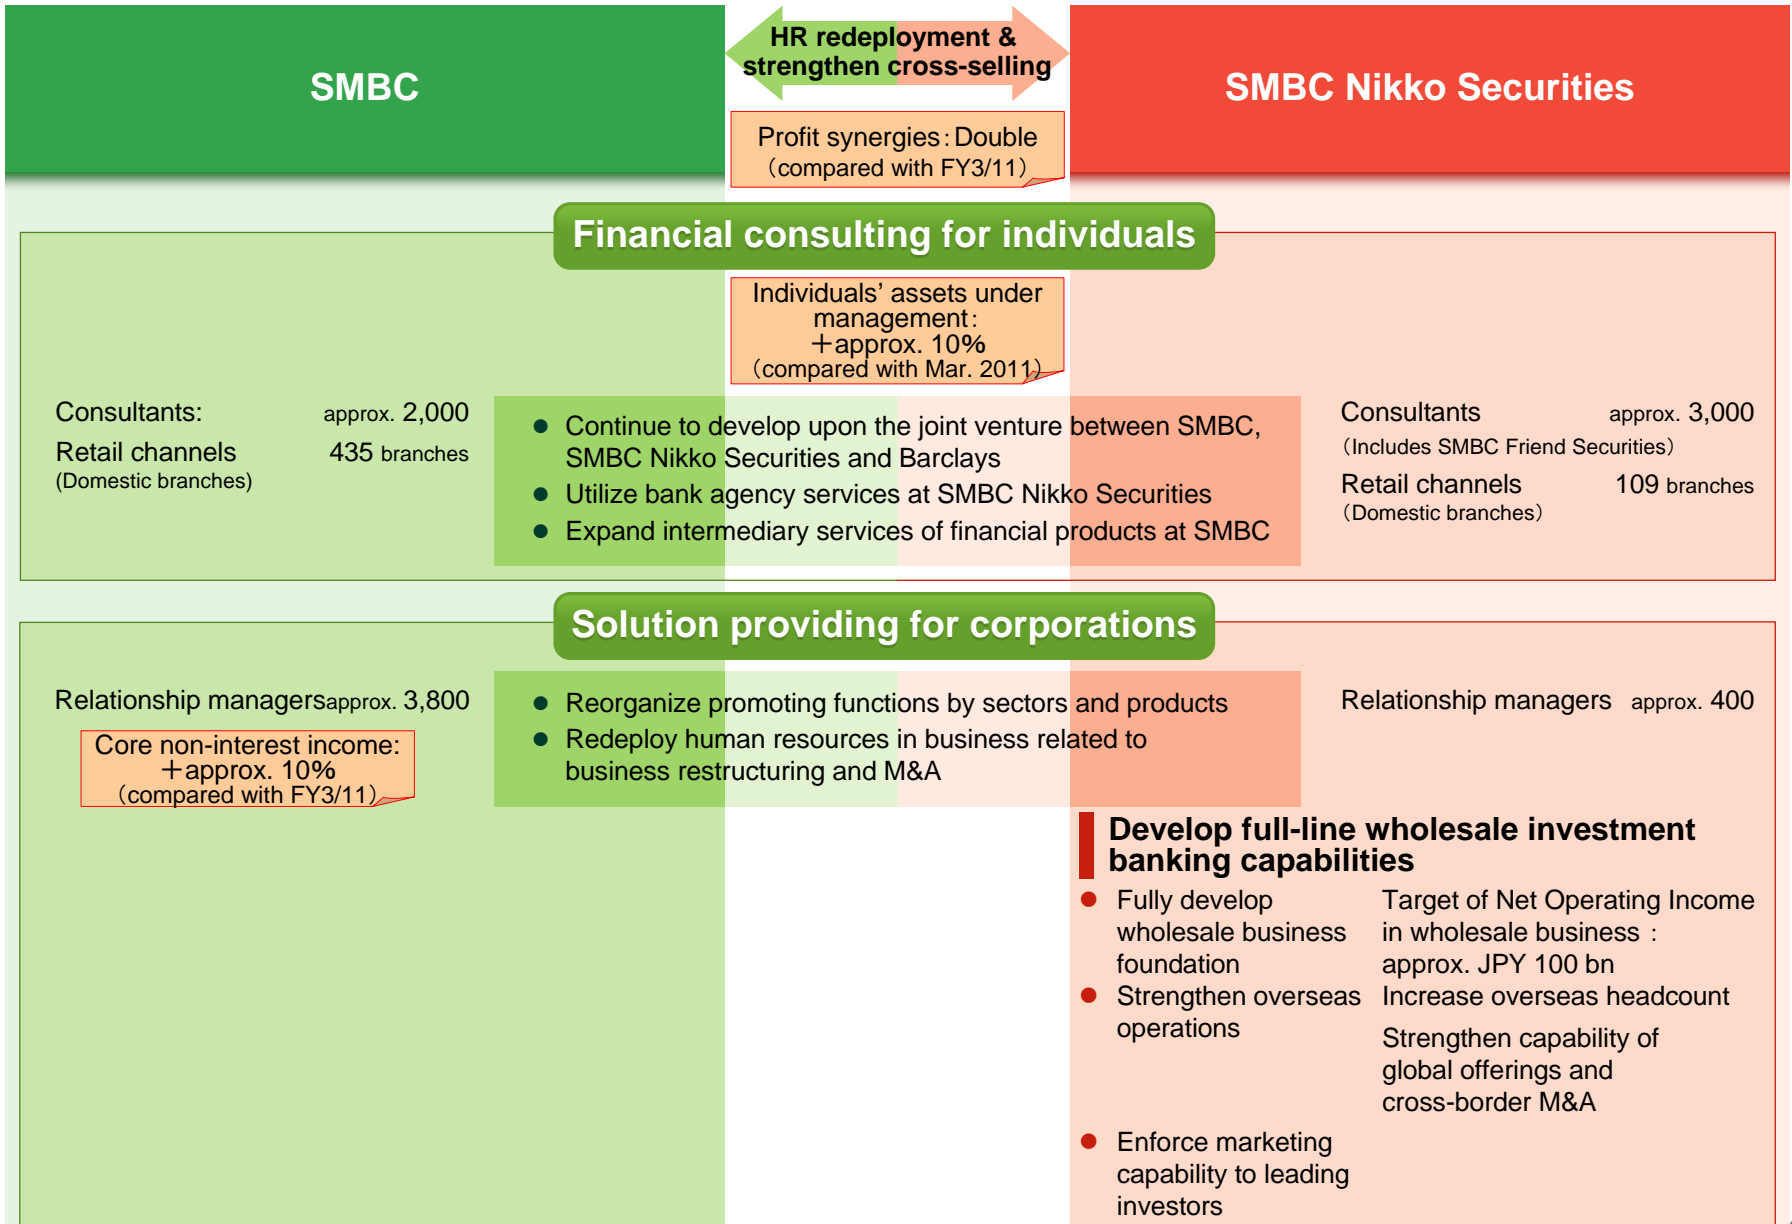 SMBC
HR redeployment &
strengthen cross-selling
SMBC Nikko Securities
Profit synergies：Double
（compared with FY3/11）
Financial consulting for individuals
Individuals’ assets under
management：
＋approx. 10%
（compared with Mar. 2011）
Consultants: approx. 2,000
Retail channels 435 branches
(Domestic branches)
● Continue to develop upon the joint venture between SMBC,
SMBC Nikko Securities and Barclays
● Utilize bank agency services at SMBC Nikko Securities
● Expand intermediary services of financial products at SMBC
Consultants approx. 3,000
（Includes SMBC Friend Securities）
Retail channels 109 branches
（Domestic branches）
Solution providing for corporations
Relationship managers approx. 3,800
Core non-interest income:
＋approx. 10%
（compared with FY3/11）
● Reorganize promoting functions by sectors and products
● Redeploy human resources in business related to
business restructuring and M&A
Relationship managers approx. 400
Develop full-line wholesale investment
banking capabilities
● Fully develop
wholesale business
foundation
Target of Net Operating Income
in wholesale business：
approx. JPY 100 bn
● Strengthen overseas
operations
Increase overseas headcount
Strengthen capability of
global offerings and
cross-border M&A
● Enforce marketing
capability to leading
investors